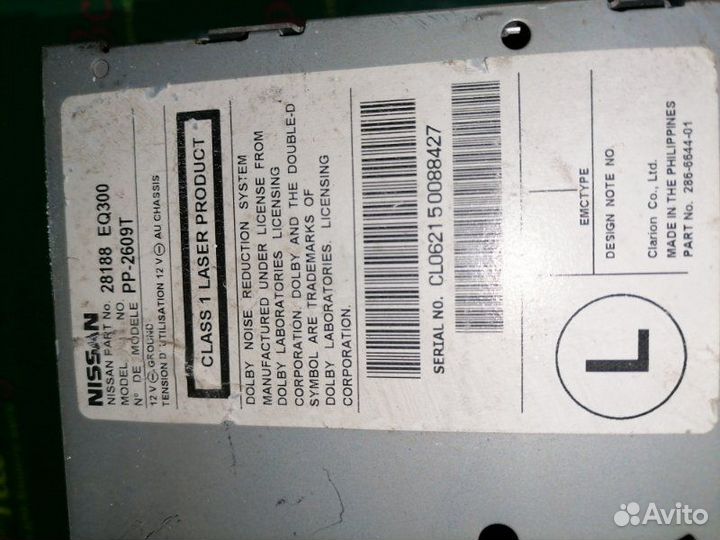 NISSAN
NISSAN PART No. 28188 EQ300
MODEL NO. PP-2609T
N° DE MODELE
12 V⊖GROUND
TENSION D'UTILISATION 12 V⊖ AU CHASSIS
CLASS 1 LASER PRODUCT
DOLBY NOISE REDUCTION SYSTEM
MANUFACTURED UNDER LICENSE FROM
DOLBY LABORATORIES LICENSING
CORPORATION. DOLBY AND THE DOUBLE-D
SYMBOL ARE TRADEMARKS OF
DOLBY LABORATORIES. LICENSING
CORPORATION.
SERIAL NO. CL062150088427
EMCTYPE
DESIGN NOTE NO.
Clarion Co., Ltd.
MADE IN THE PHILIPPINES
PART No. 286-6644-01
L
Avito